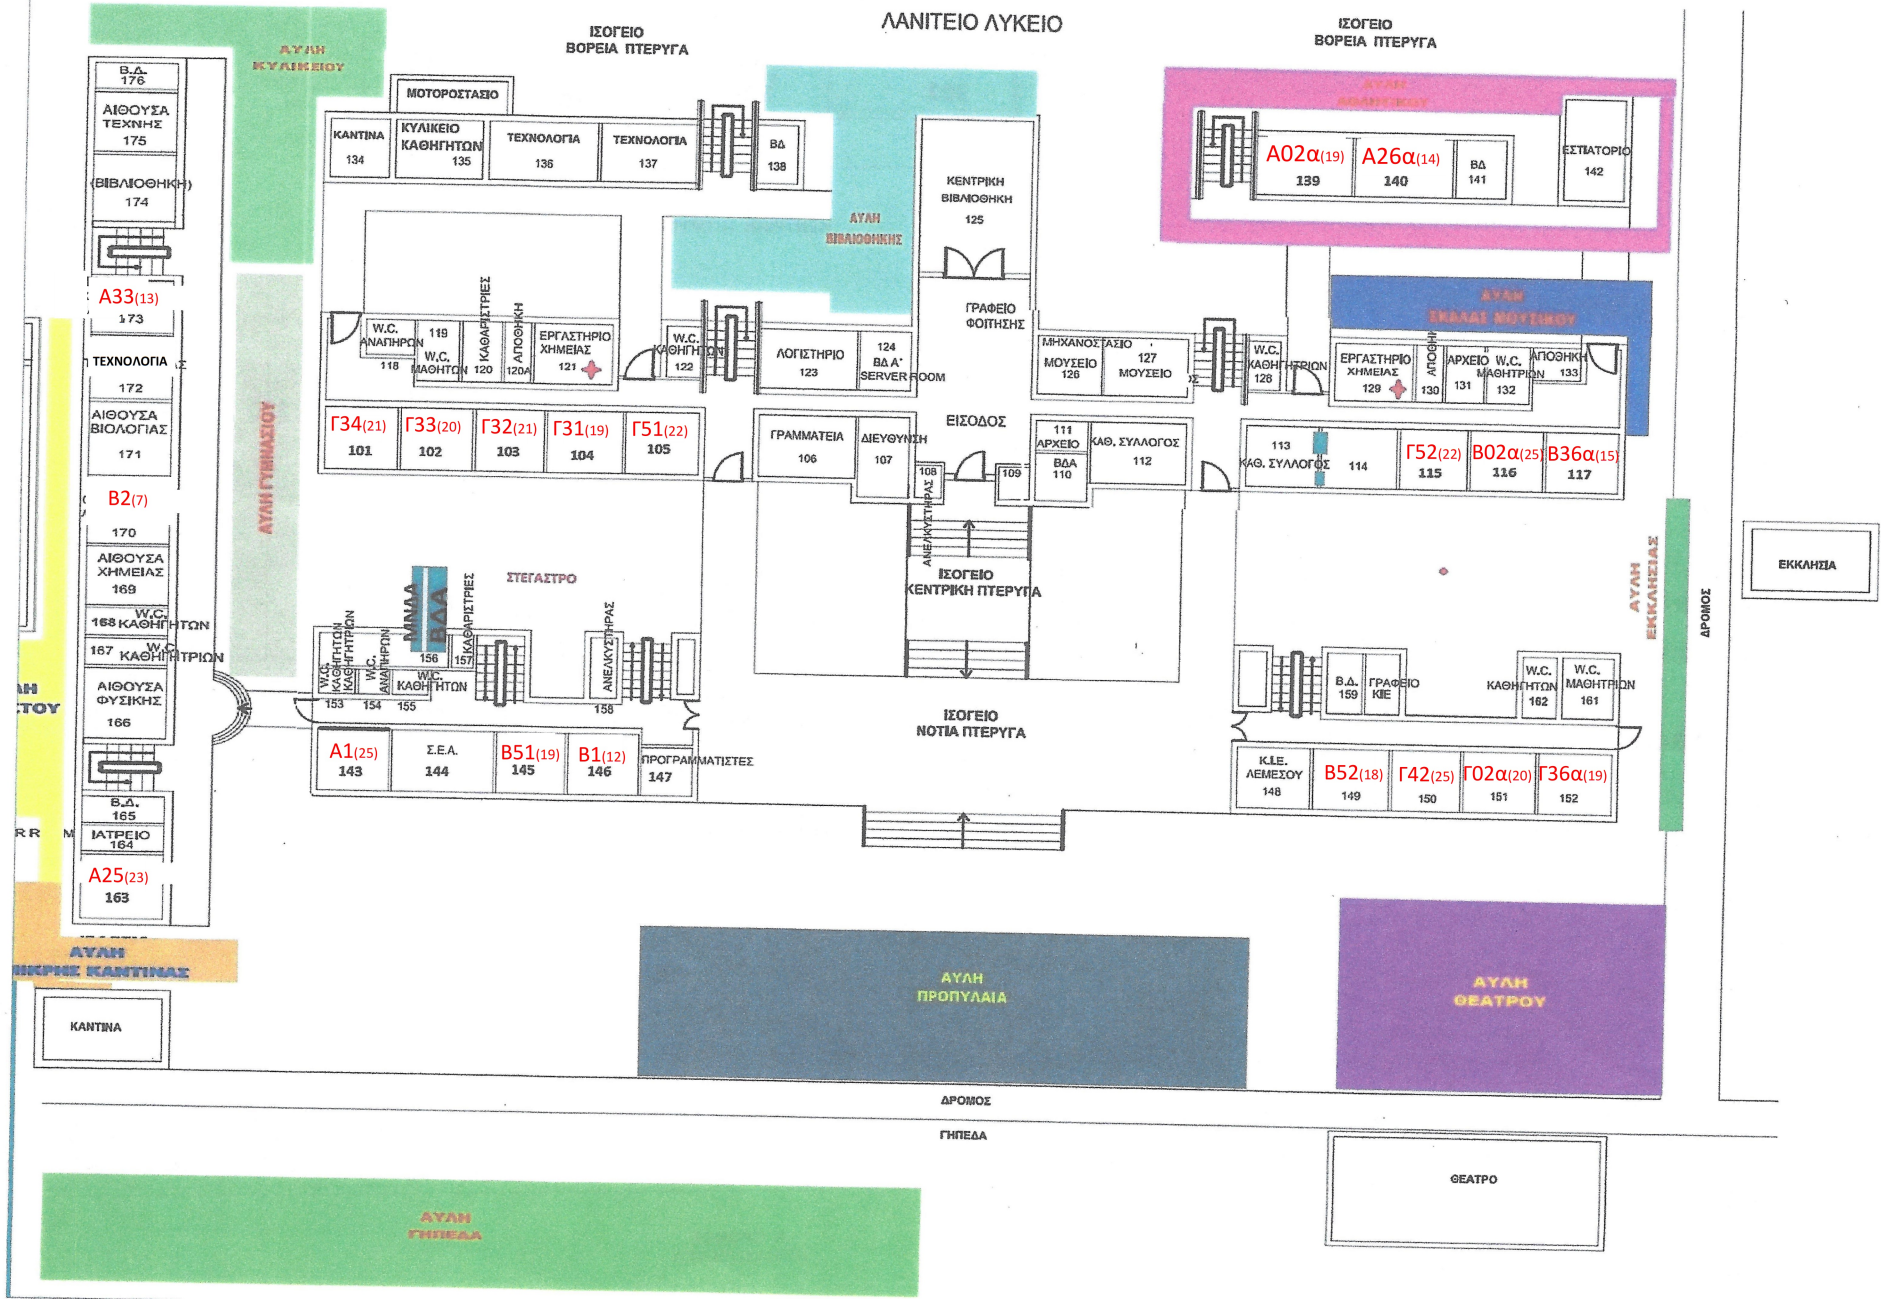 ΛΑΝΙΤΕΙΟ ΛΥΚΕΙΟ
ΙΣΟΓΕΙΟ
ΒΟΡΕΙΑ ΠΤΕΡΥΓΑ
ΙΣΟΓΕΙΟ
ΒΟΡΕΙΑ ΠΤΕΡΥΓΑ
ΑΥΛΗ
ΚΥΛΙΚΕΙΟΥ
Β.Δ.
176
ΑΙΘΟΥΣΑ
ΤΕΧΝΗΣ
175
(ΒΙΒΛΙΟΘΗΚΗ)
174
ΜΟΤΟΡΟΣΤΑΣΙΟ
ΚΑΝΤΙΝΑ
134
ΚΥΛΙΚΕΙΟ
ΚΑΘΗΓΗΤΩΝ
135
ΤΕΧΝΟΛΟΓΙΑ
136
ΤΕΧΝΟΛΟΓΙΑ
137
ΒΔ
138
ΑΥΛΗ
ΒΙΒΛΙΟΘΗΚΗΣ
ΚΕΝΤΡΙΚΗ
ΒΙΒΛΙΟΘΗΚΗ
125
ΑΥΛΗ
ΑΘΛΗΤΙΚΟΥ
Α02α(19)
139
Α26α(14)
140
ΒΔ
141
ΕΣΤΙΑΤΟΡΙΟ
142
Α33(13)
173
ΤΕΧΝΟΛΟΓΙΑ
172
ΑΙΘΟΥΣΑ
ΒΙΟΛΟΓΙΑΣ
171
Β2(7)
170
ΑΙΘΟΥΣΑ
ΧΗΜΕΙΑΣ
169
W.C.
168 ΚΑΘΗΓΗΤΩΝ
W.C.
167 ΚΑΘΗΓΗΤΡΙΩΝ
ΑΙΘΟΥΣΑ
ΦΥΣΙΚΗΣ
166
Β.Δ.
165
ΙΑΤΡΕΙΟ
164
Α25(23)
163
ΑΥΛΗ ΓΥΜΝΑΣΙΟΥ
W.C.
ΑΝΑΠΗΡΩΝ
118
119
W.C.
ΜΑΘΗΤΩΝ
ΚΑΘΑΡΙΣΤΡΙΕΣ
120
ΑΠΟΘΗΚΗ
120Α
ΕΡΓΑΣΤΗΡΙΟ
ΧΗΜΕΙΑΣ
121
W.C.
ΚΑΘΗΓΗΤΩΝ
122
ΛΟΓΙΣΤΗΡΙΟ
123
124
ΒΔ Α'
SERVER ROOM
ΓΡΑΦΕΙΟ
ΦΟΙΤΗΣΗΣ
ΜΗΧΑΝΟΣΤΑΣΙΟ
ΜΟΥΣΕΙΟ
126
127
ΜΟΥΣΕΙΟ
W.C.
ΚΑΘΗΓΗΤΡΙΩΝ
128
ΑΥΛΗ
ΣΚΑΛΑΣ ΜΟΥΣΙΚΟΥ
ΕΡΓΑΣΤΗΡΙΟ
ΧΗΜΕΙΑΣ
129
ΑΠΟΘΗΚΗ
130
ΑΡΧΕΙΟ
131
W.C.
ΜΑΘΗΤΡΙΩΝ
132
ΑΠΟΘΗΚΗ
133
Γ34(21)
101
Γ33(20)
102
Γ32(21)
103
Γ31(19)
104
Γ51(22)
105
ΓΡΑΜΜΑΤΕΙΑ
106
ΔΙΕΥΘΥΝΣΗ
107
ΕΙΣΟΔΟΣ
108
ΑΝΕΛΚΥΣΤΗΡΑΣ
109
111
ΑΡΧΕΙΟ
ΒΔΑ
110
ΚΑΘ. ΣΥΛΛΟΓΟΣ
112
113
ΚΑΘ. ΣΥΛΛΟΓΟΣ
114
Γ52(22)
115
Β02α(25)
116
Β36α(15)
117
ΣΤΕΓΑΣΤΡΟ
ΜΝΔΑ
ΒΔΑ
156
ΚΑΘΑΡΙΣΤΡΙΕΣ
157
ΑΝΕΛΚΥΣΤΗΡΑΣ
158
W.C.
ΚΑΘΗΓΗΤΩΝ
ΚΑΘΗΓΗΤΡΙΩΝ
153
W.C.
ΑΝΑΠΗΡΩΝ
154
W.C.
ΚΑΘΗΓΗΤΩΝ
155
ΙΣΟΓΕΙΟ
ΚΕΝΤΡΙΚΗ ΠΤΕΡΥΓΑ
ΙΣΟΓΕΙΟ
ΝΟΤΙΑ ΠΤΕΡΥΓΑ
Β.Δ.
159
ΓΡΑΦΕΙΟ
ΚΙΕ
W.C.
ΚΑΘΗΓΗΤΩΝ
162
W.C.
ΜΑΘΗΤΡΙΩΝ
161
ΑΥΛΗ
ΕΚΚΛΗΣΙΑΣ
ΔΡΟΜΟΣ
ΕΚΚΛΗΣΙΑ
Α1(25)
143
Σ.Ε.Α.
144
Β51(19)
145
Β1(12)
146
ΠΡΟΓΡΑΜΜΑΤΙΣΤΕΣ
147
Κ.Ι.Ε.
ΛΕΜΕΣΟΥ
148
Β52(18)
149
Γ42(25)
150
Γ02α(20)
151
Γ36α(19)
152
ΑΥΛΗ
ΜΙΚΡΗΣ ΚΑΝΤΙΝΑΣ
ΚΑΝΤΙΝΑ
ΑΥΛΗ
ΠΡΟΠΥΛΑΙΑ
ΑΥΛΗ
ΘΕΑΤΡΟΥ
ΔΡΟΜΟΣ
ΓΗΠΕΔΑ
ΘΕΑΤΡΟ
ΑΥΛΗ
ΓΗΠΕΔΑ